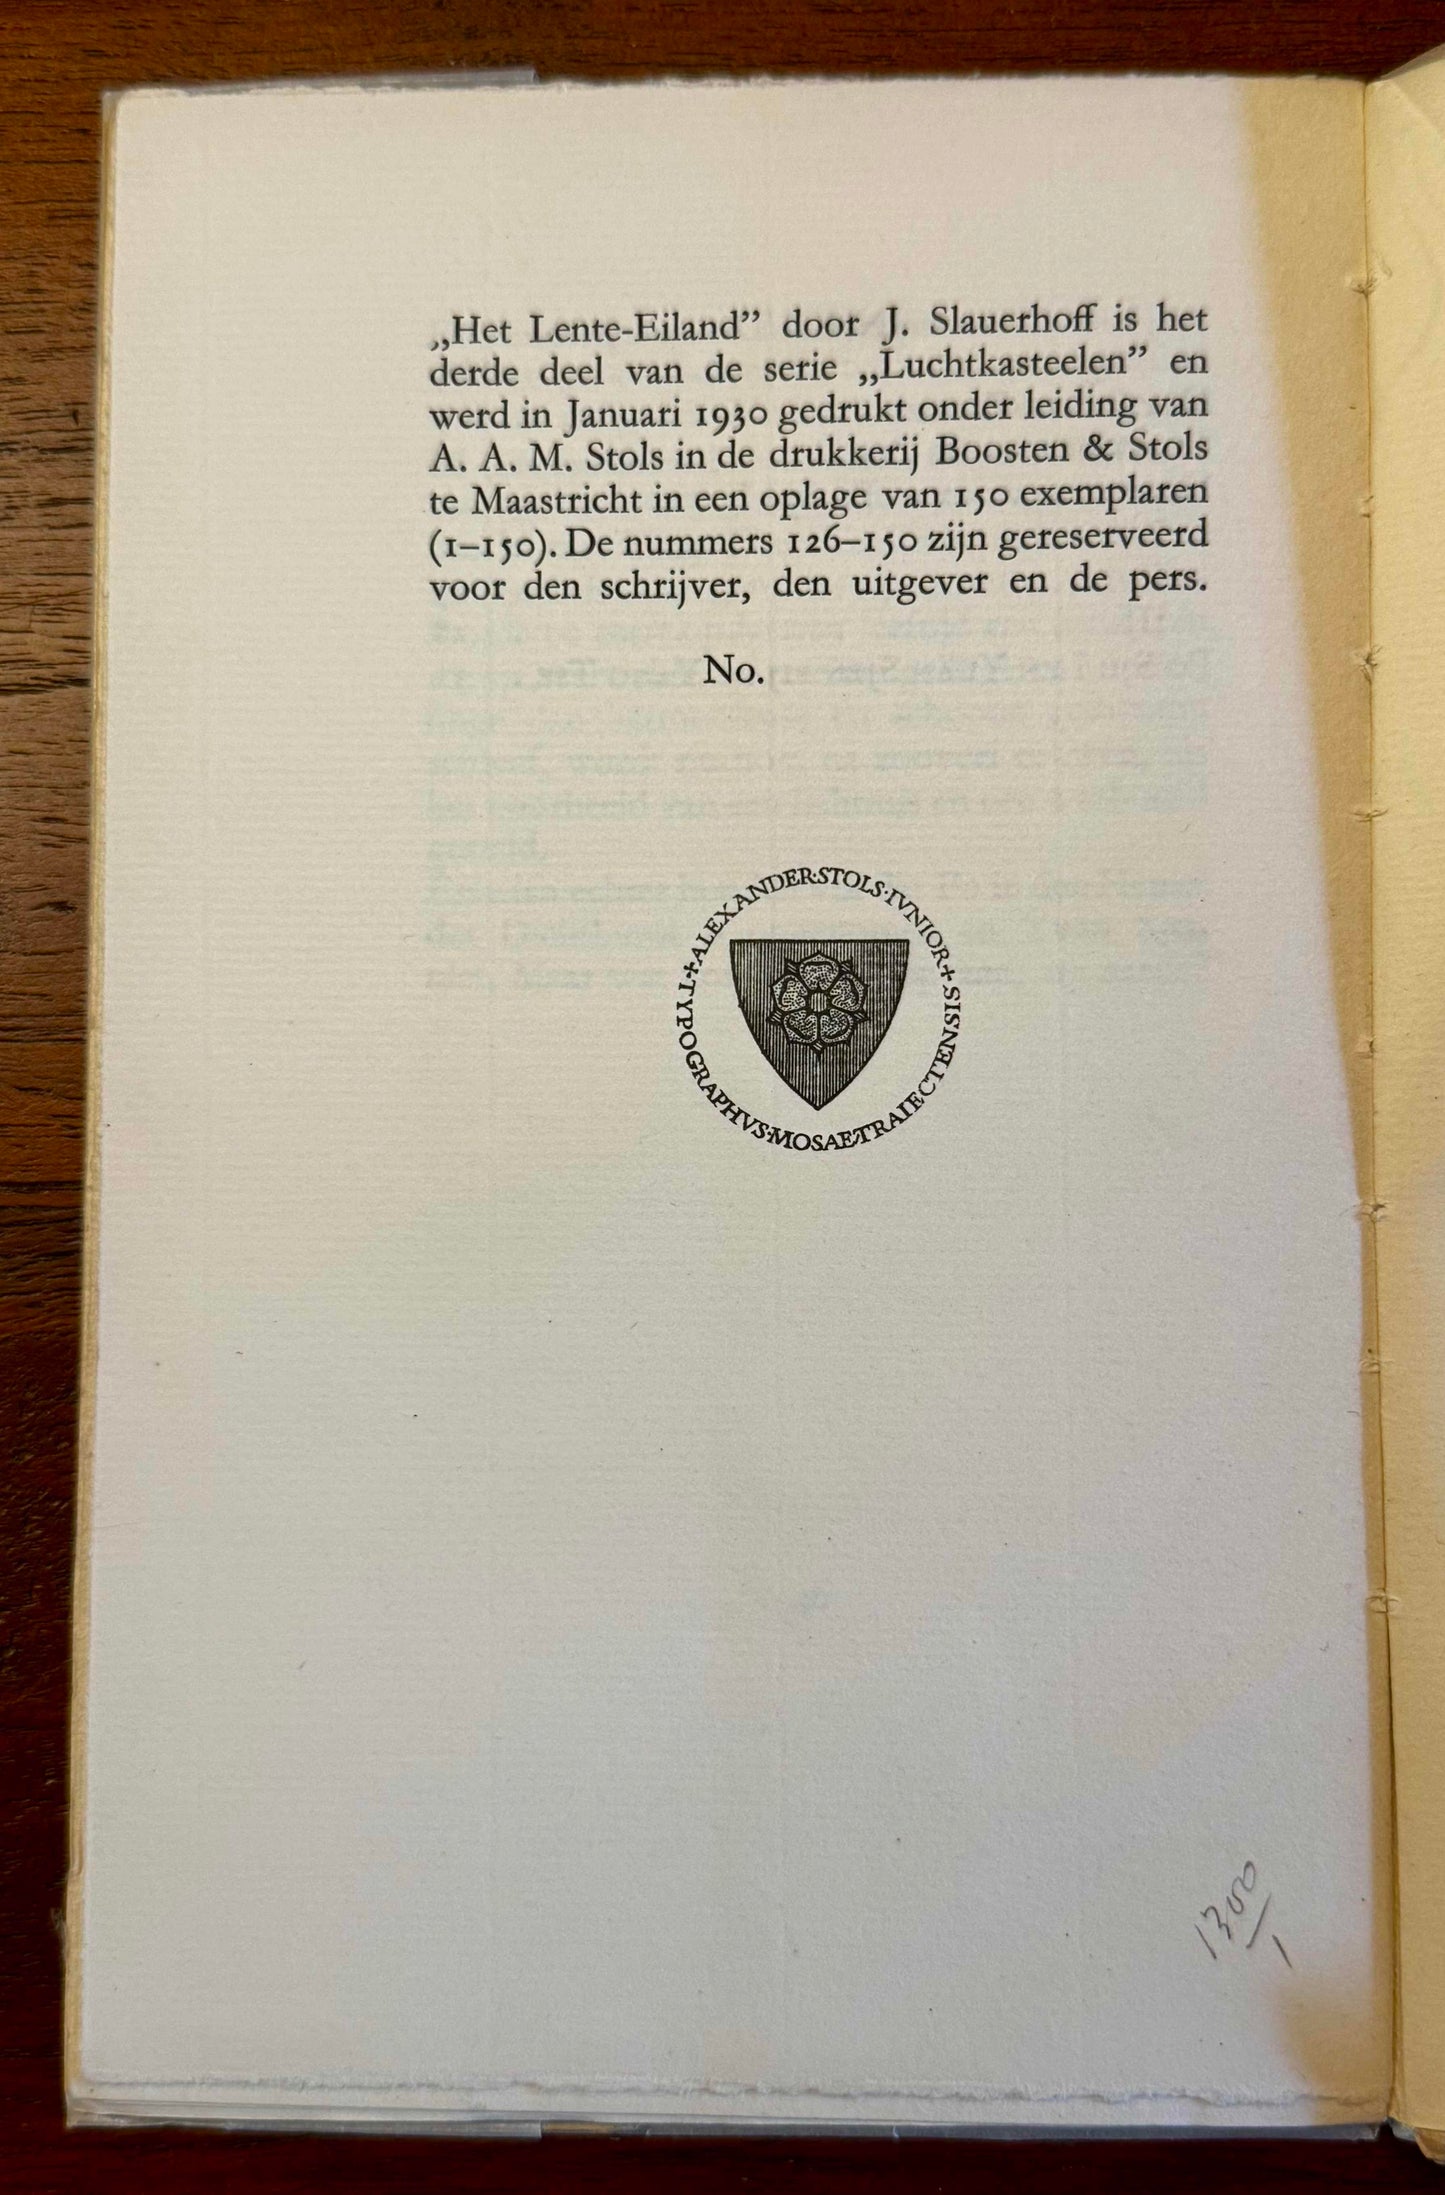 „Het Lente-Eiland” door J. Slauerhoff is het
derde deel van de serie „Luchtkasteelen” en
werd in Januari 1930 gedrukt onder leiding van
A. A. M. Stols in de drukkerij Boosten & Stols
te Maastricht in een oplage van 150 exemplaren
(1–150). De nummers 126–150 zijn gereserveerd
voor den schrijver, den uitgever en de pers.
No.
ALEXANDER·STOLS·IVNIOR + TYPOGRAPHVS·MOSAETRAIECTENSIS +
1300
1